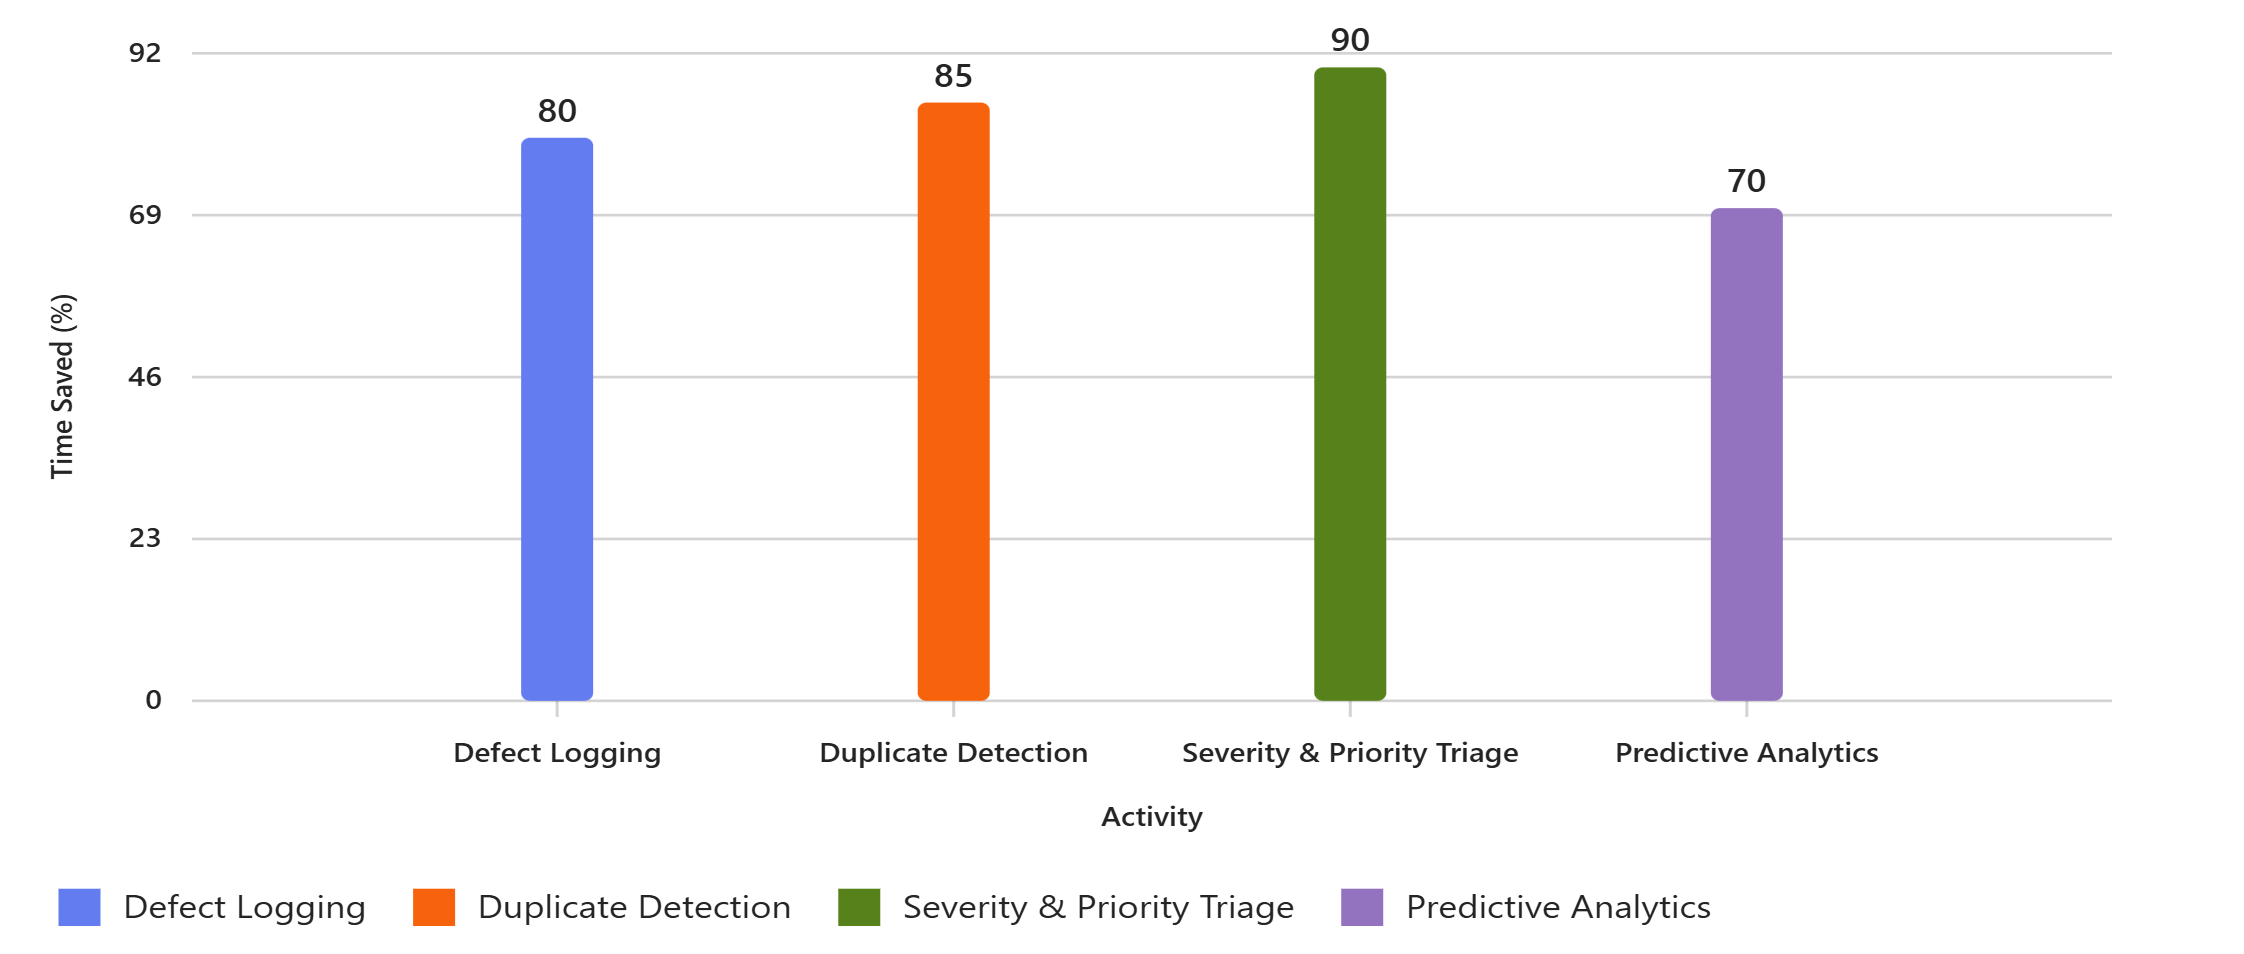 92
69
46
23
0
Time Saved (%)
80
85
90
70
Defect Logging
Duplicate Detection
Severity & Priority Triage
Predictive Analytics
Activity
Defect Logging
Duplicate Detection
Severity & Priority Triage
Predictive Analytics